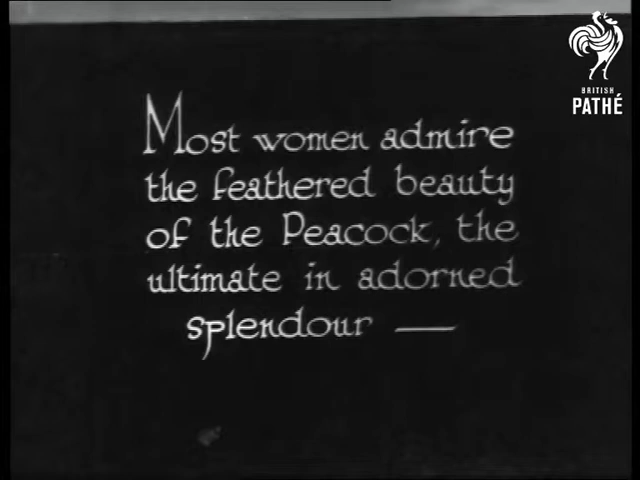 BRITISH
PATHÉ
Most women admire
the feathered beauty
of the Peacock, the
ultimate in adorned
splendour —